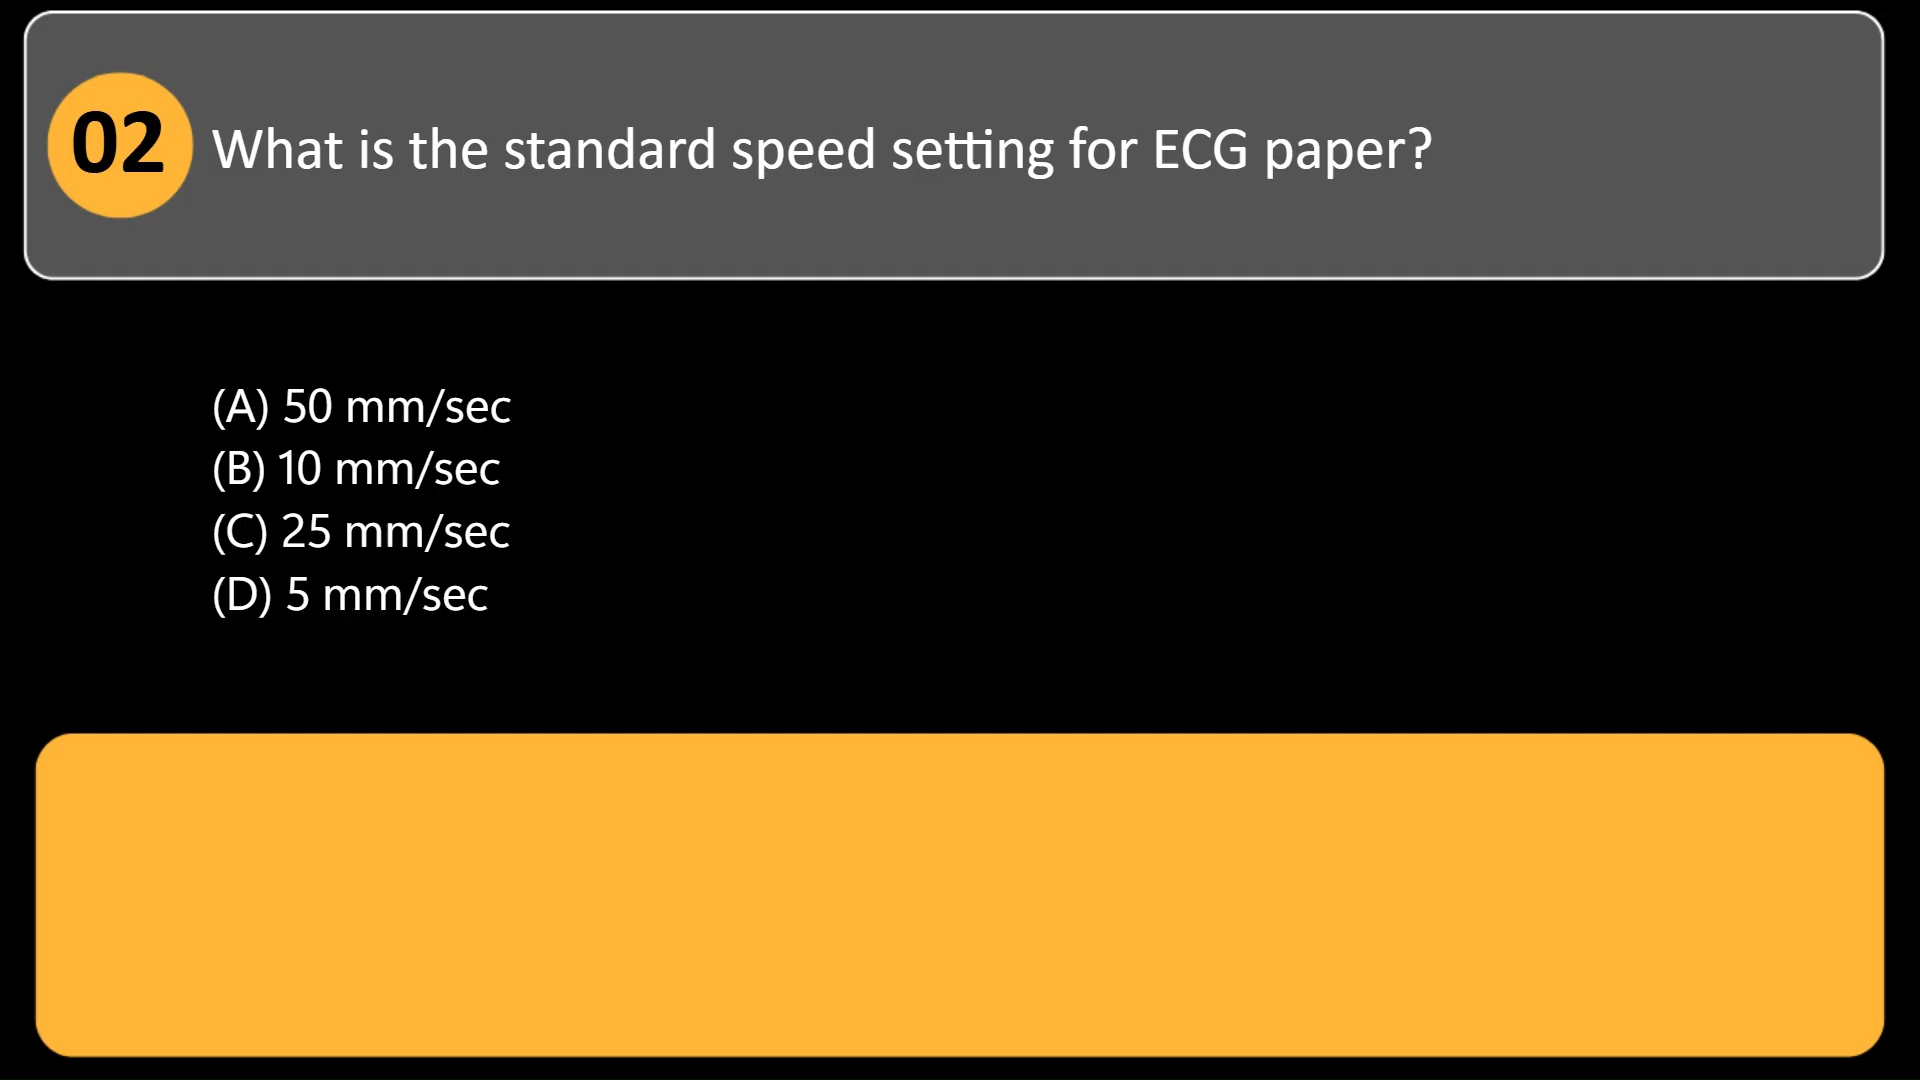 02 What is the standard speed setting for ECG paper?
(A) 50 mm/sec
(B) 10 mm/sec
(C) 25 mm/sec
(D) 5 mm/sec